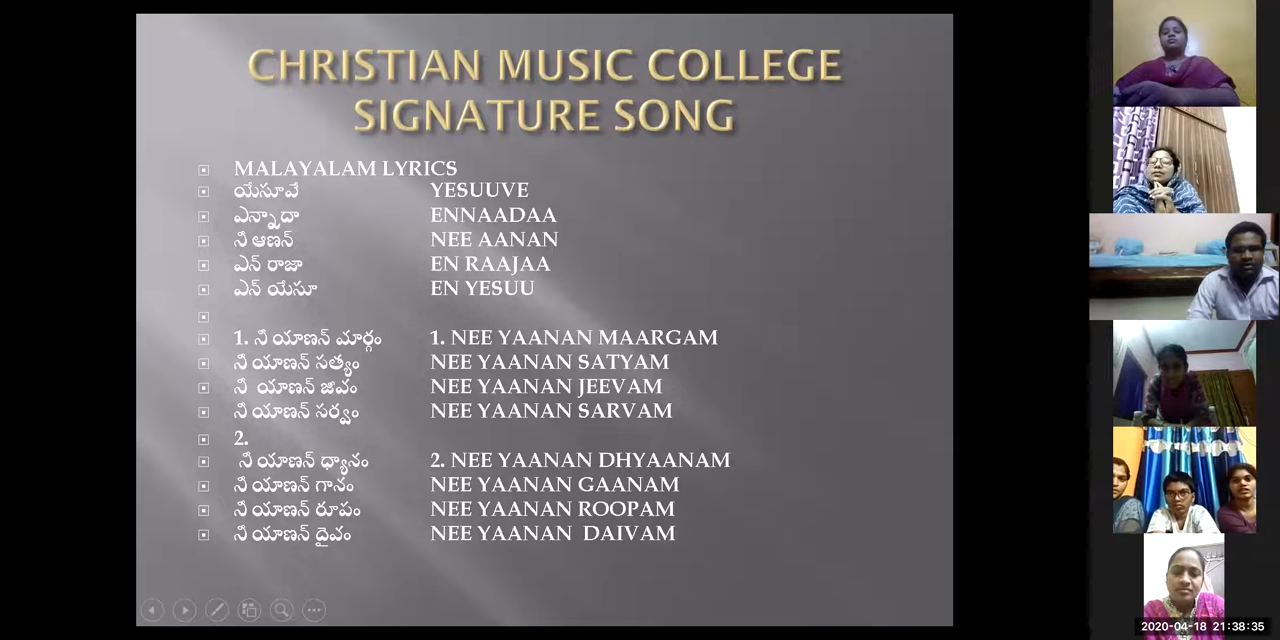 CHRISTIAN MUSIC COLLEGE
SIGNATURE SONG
MALAYALAM LYRICS
యేసూవే YESUUVE
ఎన్నాదా ENNAADAA
నీ ఆణన్ NEE AANAN
ఎన్ రాజా EN RAAJAA
ఎన్ యేసూ EN YESUU
1. నీ యాణన్ మార్గం 1. NEE YAANAN MAARGAM
నీ యాణన్ సత్యం NEE YAANAN SATYAM
నీ యాణన్ జీవం NEE YAANAN JEEVAM
నీ యాణన్ సర్వం NEE YAANAN SARVAM
2.
నీ యాణన్ ధ్యానం 2. NEE YAANAN DHYAANAM
నీ యాణన్ గానం NEE YAANAN GAANAM
నీ యాణన్ రూపం NEE YAANAN ROOPAM
నీ యాణన్ దైవం NEE YAANAN DAIVAM
2020-04-18 21:38:35